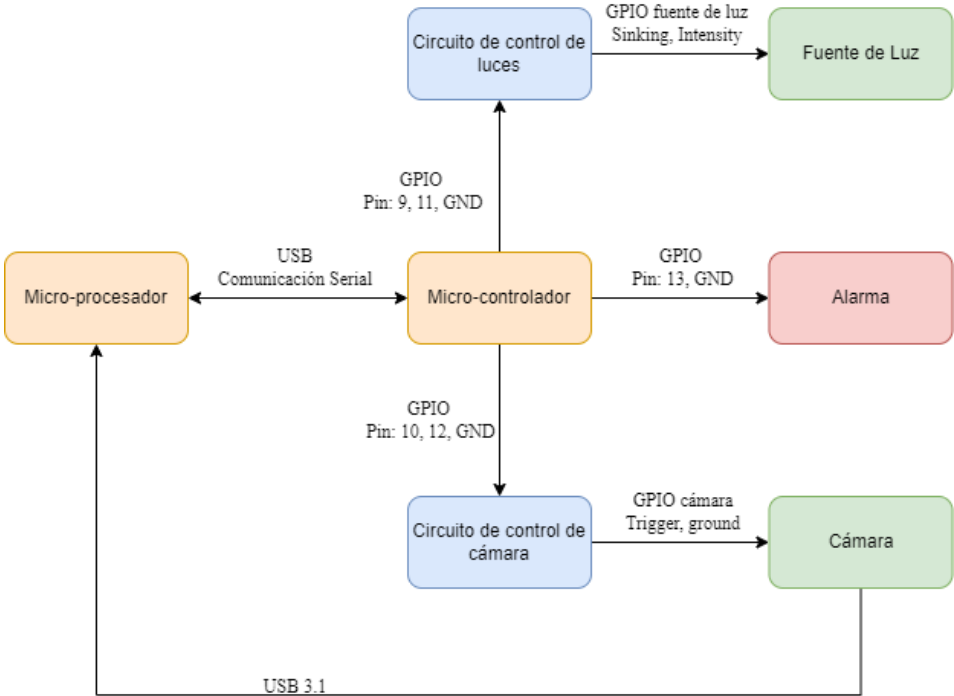 Circuito de control de
luces
GPIO fuente de luz
Sinking, Intensity
Fuente de Luz
GPIO
Pin: 9, 11, GND
Micro-procesador
USB
Comunicación Serial
Micro-controlador
GPIO
Pin: 13, GND
Alarma
GPIO
Pin: 10, 12, GND
Circuito de control de
cámara
GPIO cámara
Trigger, ground
Cámara
USB 3.1